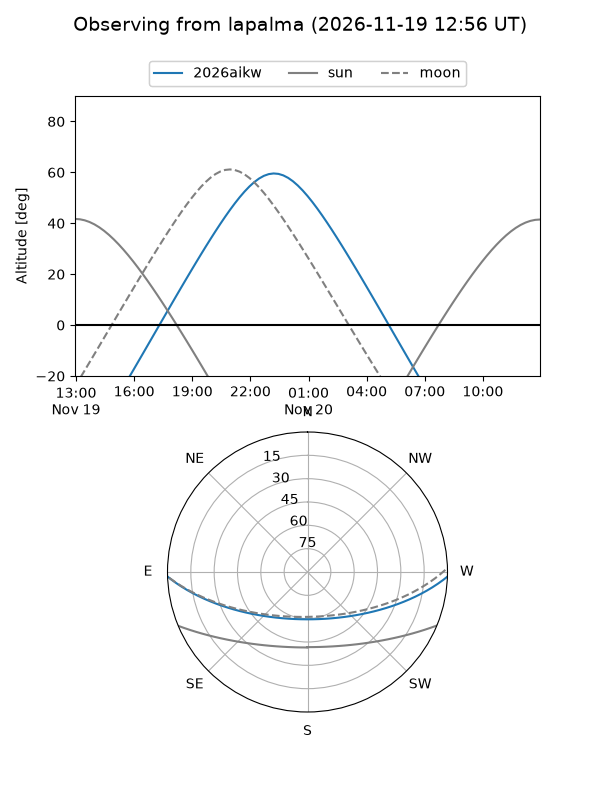 Observing from lapalma (2026-11-19 12:56 UT)
2026aikw sun moon
Altitude [deg]
80
60
40
20
0
−20
13:00 16:00 19:00 22:00 01:00 04:00 07:00 10:00
Nov 19 Nov 20
N
NE NW
15
30
45
60
75
E W
SE SW
S